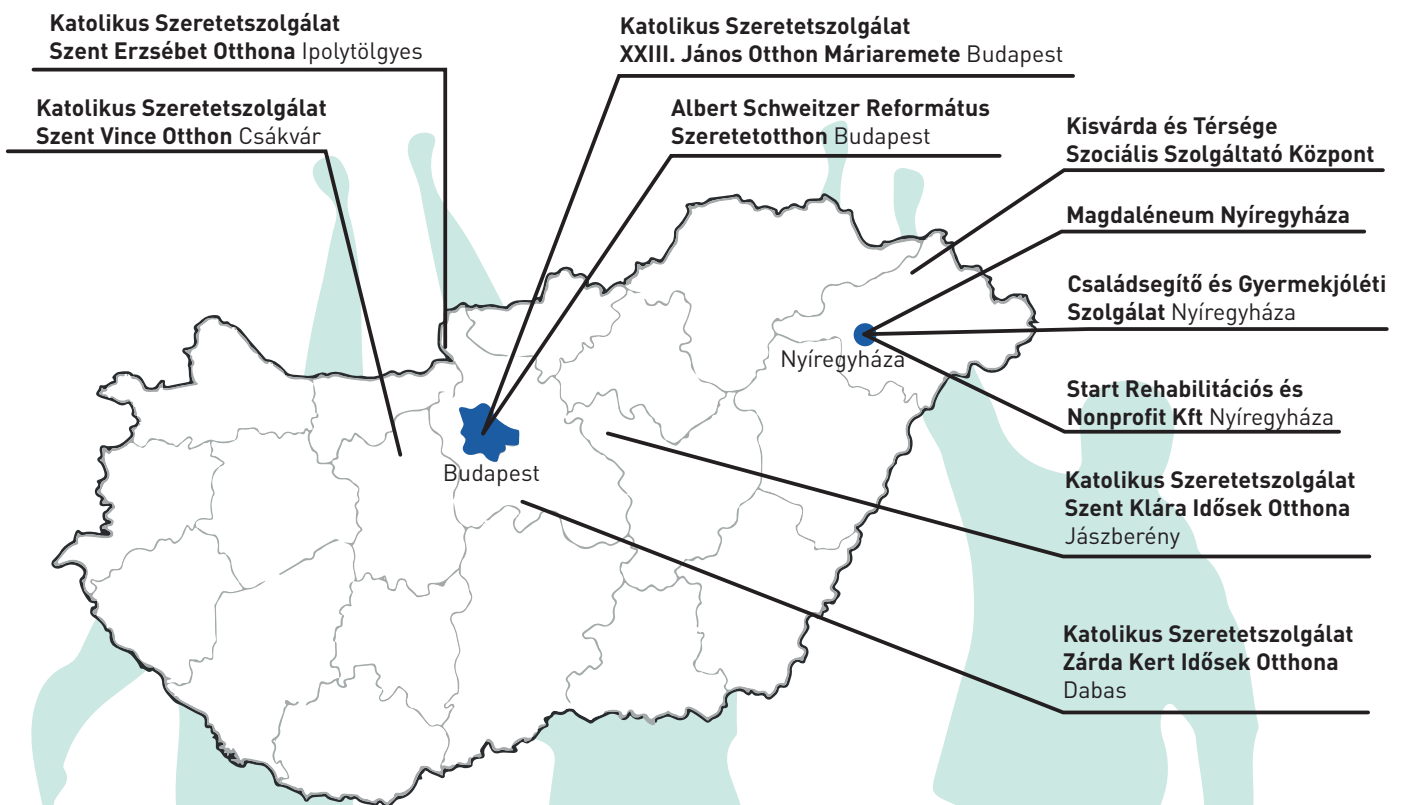 Katolikus Szeretetszolgálat
Szent Erzsébet Otthona Ipolytölgyes
Katolikus Szeretetszolgálat
Szent Vince Otthon Csákvár
Katolikus Szeretetszolgálat
XXIII. János Otthon Máriaremete Budapest
Albert Schweitzer Református
Szeretetotthon Budapest
Kisvárda és Térsége
Szociális Szolgáltató Központ
Magdaléneum Nyíregyháza
Családsegítő és Gyermekjóléti
Szolgálat Nyíregyháza
Start Rehabilitációs és
Nonprofit Kft Nyíregyháza
Katolikus Szeretetszolgálat
Szent Klára Idősek Otthona
Jászberény
Katolikus Szeretetszolgálat
Zárda Kert Idősek Otthona
Dabas
Nyíregyháza
Budapest